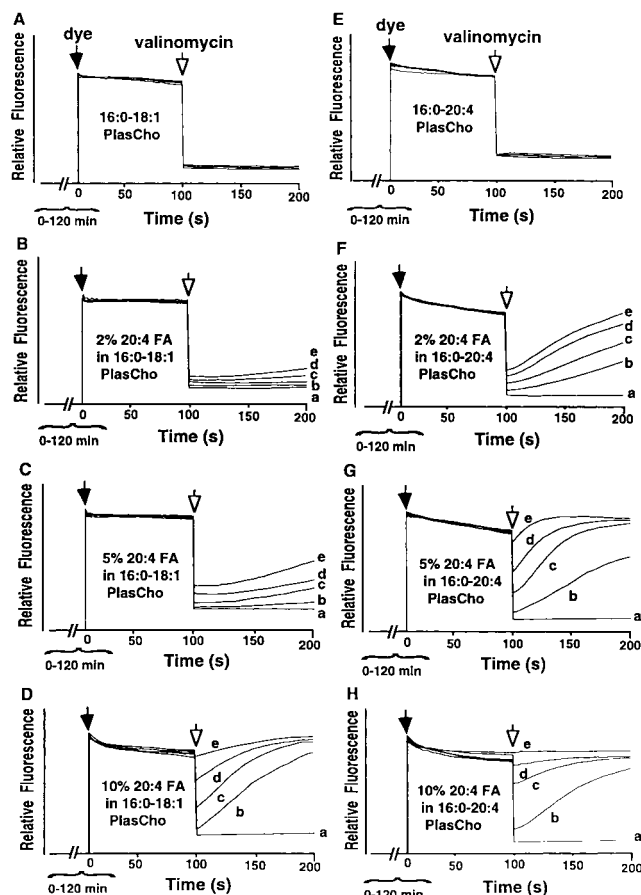 A
dye
valinomycin
Relative Fluorescence
16:0-18:1
PlasCho
0
50
100
150
200
0-120 min
Time (s)
E
dye
valinomycin
Relative Fluorescence
16:0-20:4
PlasCho
0
50
100
150
200
0-120 min
Time (s)
B
Relative Fluorescence
2% 20:4 FA
in 16:0-18:1
PlasCho
e
d
c
b
a
0
50
100
150
200
0-120 min
Time (s)
F
Relative Fluorescence
2% 20:4 FA
in 16:0-20:4
PlasCho
e
d
c
b
a
0
50
100
150
200
0-120 min
Time (s)
C
Relative Fluorescence
5% 20:4 FA
in 16:0-18:1
PlasCho
e
d
c
b
a
0
50
100
150
200
0-120 min
Time (s)
G
Relative Fluorescence
5% 20:4 FA
in 16:0-20:4
PlasCho
e
d
c
b
a
0
50
100
150
200
0-120 min
Time (s)
D
Relative Fluorescence
10% 20:4 FA
in 16:0-18:1
PlasCho
e
d
c
b
a
0
50
100
150
200
0-120 min
Time (s)
H
Relative Fluorescence
10% 20:4 FA
in 16:0-20:4
PlasCho
e
d
c
b
a
0
50
100
150
200
0-120 min
Time (s)